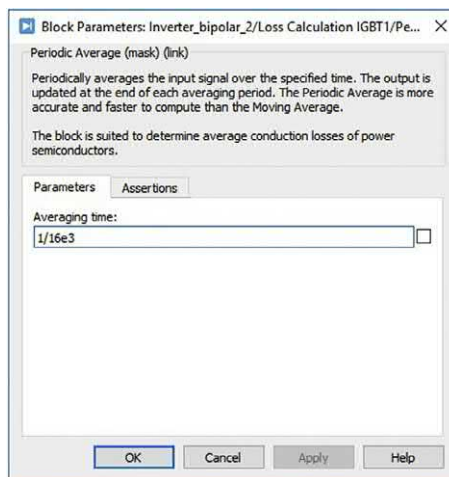 Block Parameters: Inverter_bipolar_2/Loss Calculation IGBT1/Pe...
Periodic Average (mask) (link)
Periodically averages the input signal over the specified time. The output is
updated at the end of each averaging period. The Periodic Average is more
accurate and faster to compute than the Moving Average.
The block is suited to determine average conduction losses of power
semiconductors.
Parameters Assertions
Averaging time:
1/16e3
OK Cancel Apply Help